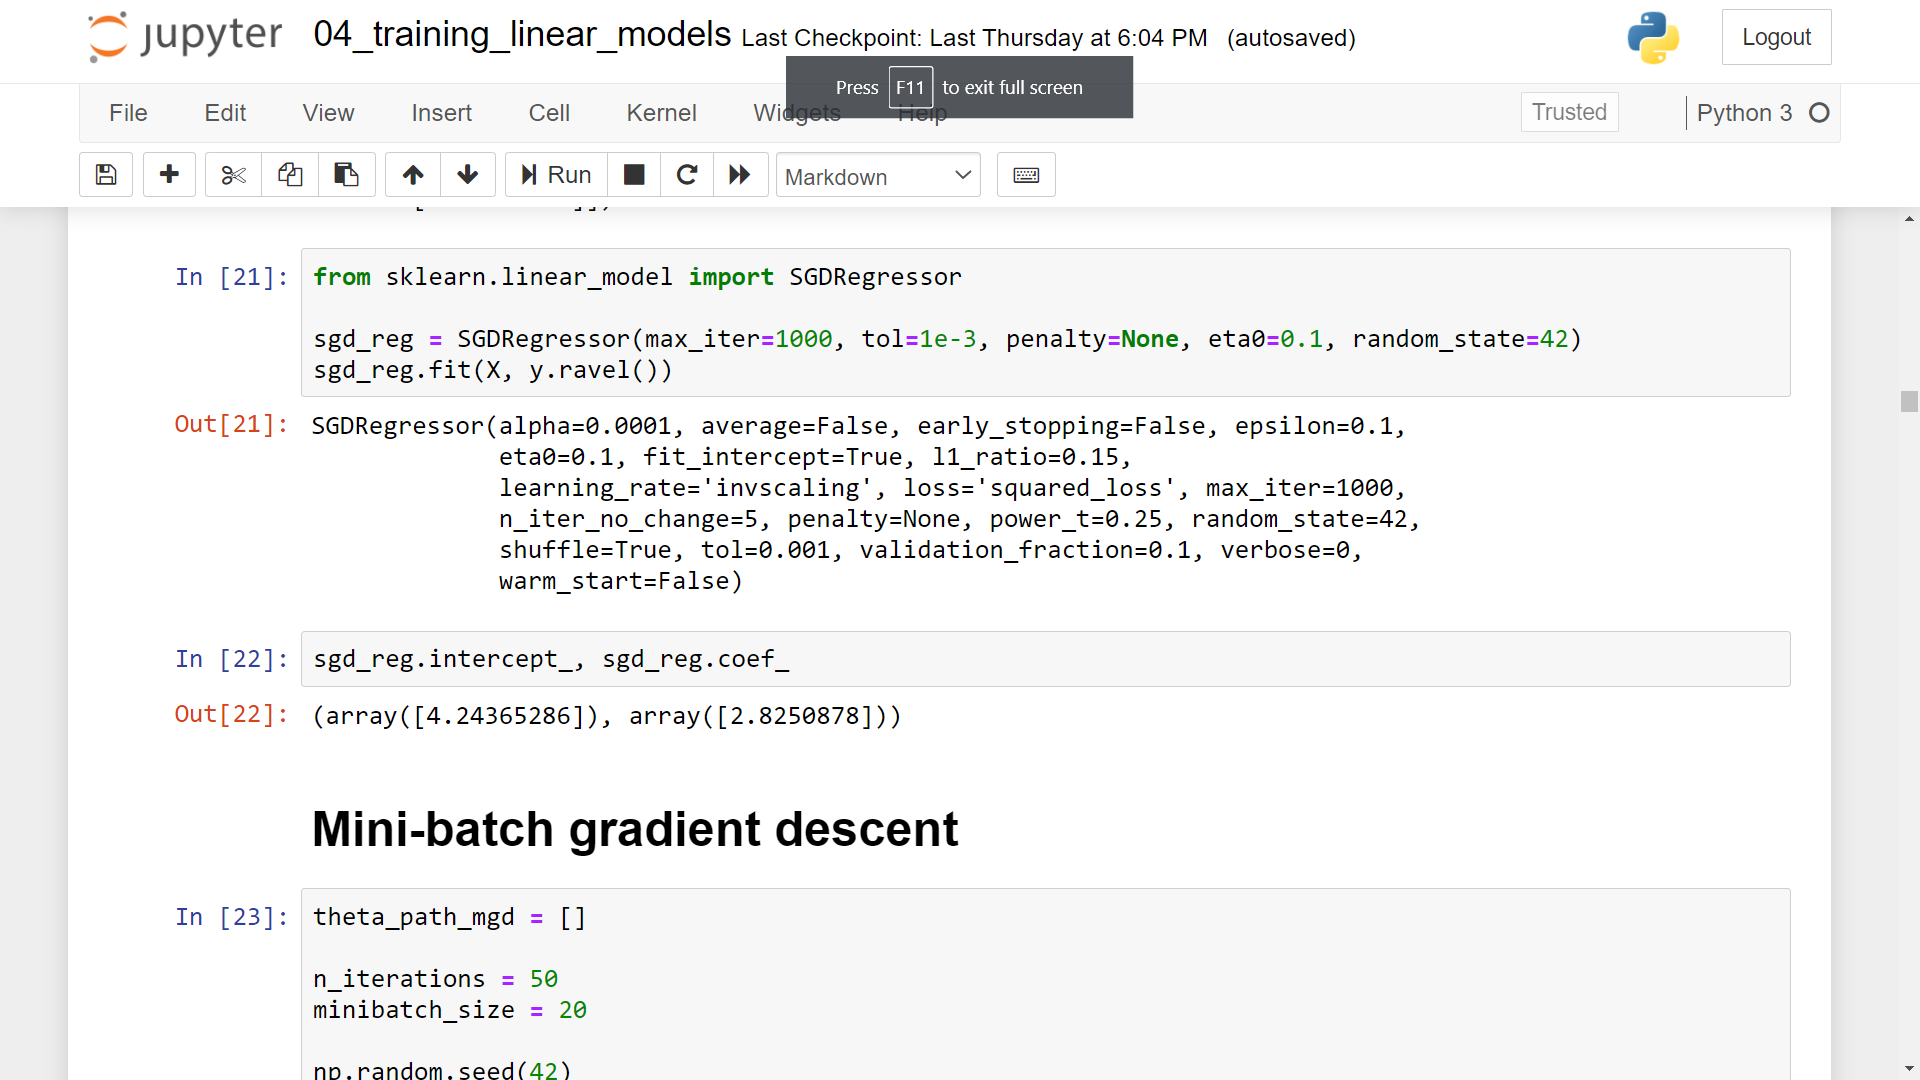 jupyter 04_training_linear_models Last Checkpoint: Last Thursday at 6:04 PM (autosaved) Logout
Press F11 to exit full screen
File Edit View Insert Cell Kernel Widgets Help Trusted Python 3
Run Markdown
In [21]: from sklearn.linear_model import SGDRegressor
sgd_reg = SGDRegressor(max_iter=1000, tol=1e-3, penalty=None, eta0=0.1, random_state=42)
sgd_reg.fit(X, y.ravel())
Out[21]: SGDRegressor(alpha=0.0001, average=False, early_stopping=False, epsilon=0.1,
eta0=0.1, fit_intercept=True, l1_ratio=0.15,
learning_rate='invscaling', loss='squared_loss', max_iter=1000,
n_iter_no_change=5, penalty=None, power_t=0.25, random_state=42,
shuffle=True, tol=0.001, validation_fraction=0.1, verbose=0,
warm_start=False)
In [22]: sgd_reg.intercept_, sgd_reg.coef_
Out[22]: (array([4.24365286]), array([2.8250878]))
Mini-batch gradient descent
In [23]: theta_path_mgd = []
n_iterations = 50
minibatch_size = 20
np.random.seed(42)